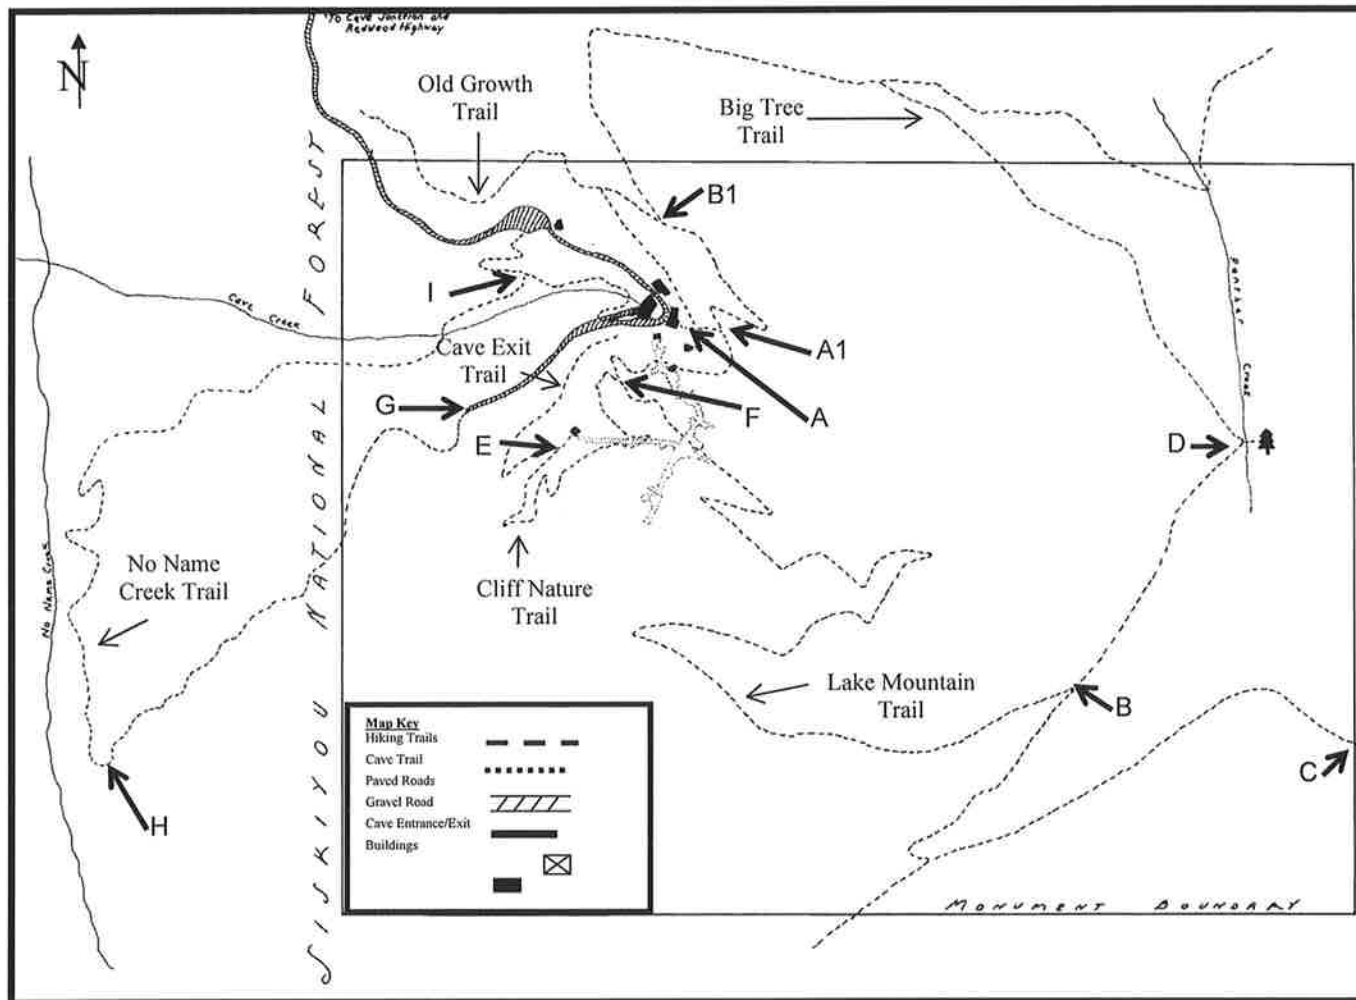 To Cave Junction and
Redwood Highway
N
Old Growth
Trail
Big Tree
Trail
B1
I
Cave Creek
Cave Exit
Trail
A1
G
F
A
E
D
Panther Creek
SISKIYOU NATIONAL FOREST
No Name
Creek Trail
No Name Creek
Cliff Nature
Trail
Lake Mountain
Trail
B
C
H
Map Key
Hiking Trails
Cave Trail
Paved Roads
Gravel Road
Cave Entrance/Exit
Buildings
MONUMENT BOUNDARY